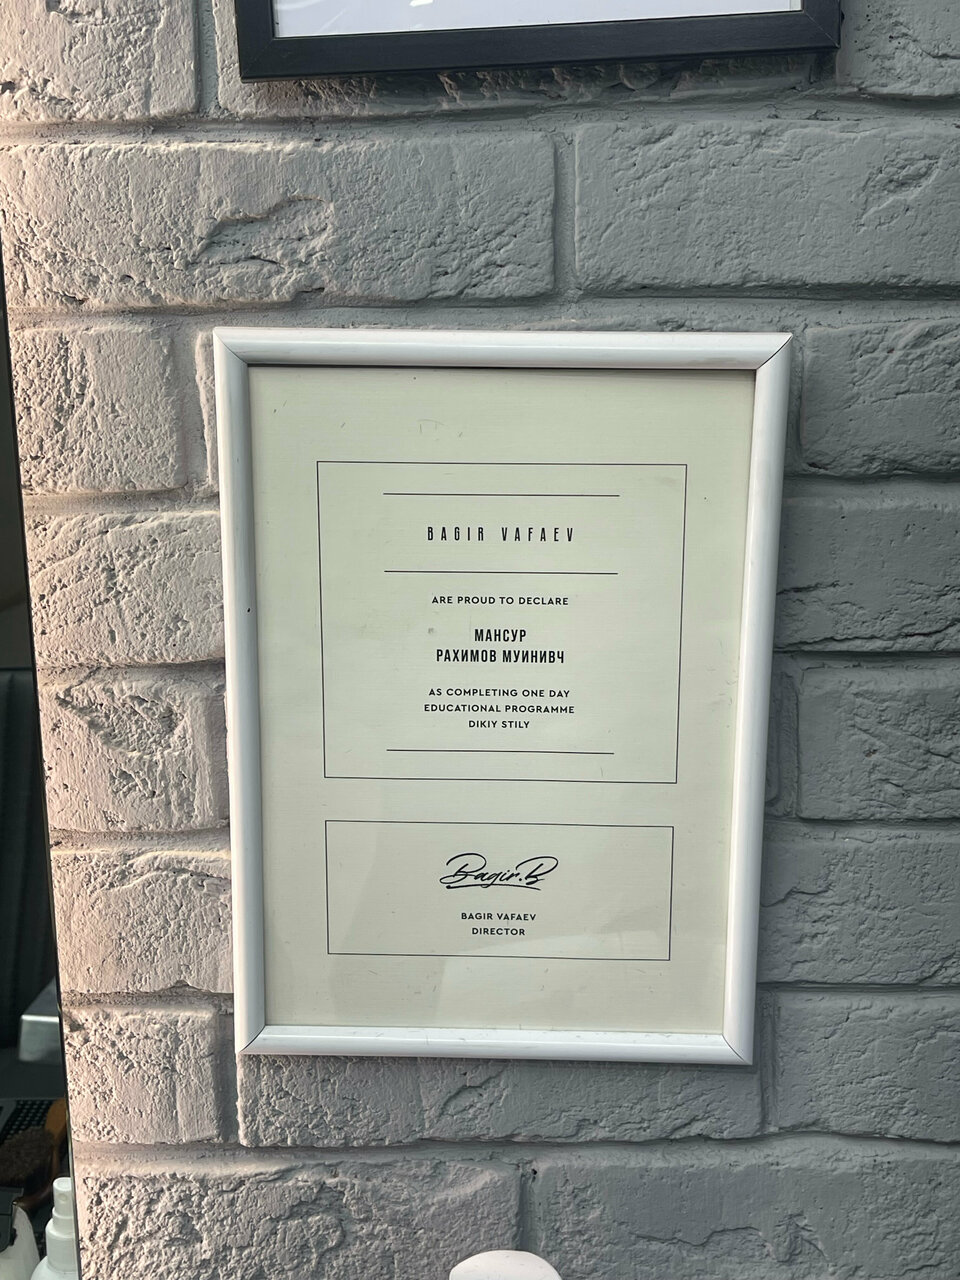 BAGIR VAFAEV
ARE PROUD TO DECLARE
МАНСУР
РАХИМОВ МУИНИВЧ
AS COMPLETING ONE DAY
EDUCATIONAL PROGRAMME
DIKIY STILY
Bagir.B
BAGIR VAFAEV
DIRECTOR